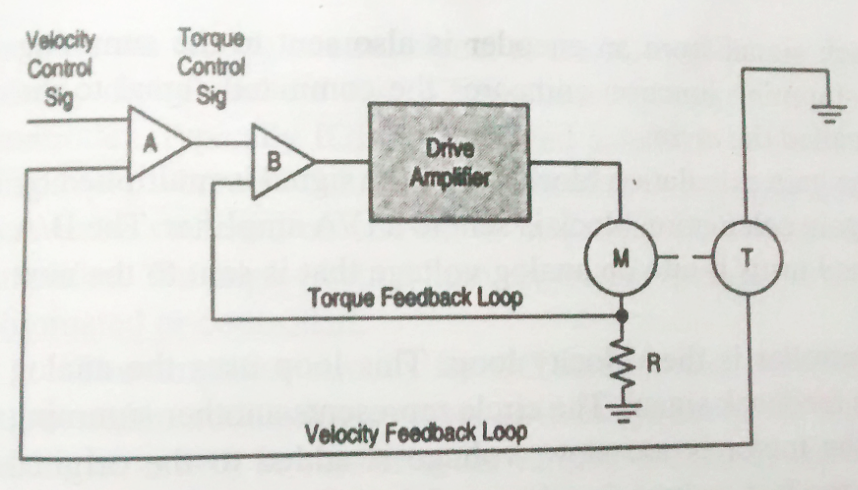 Velocity
Control
Sig
Torque
Control
Sig
A
B
Drive
Amplifier
M
T
Torque Feedback Loop
R
Velocity Feedback Loop